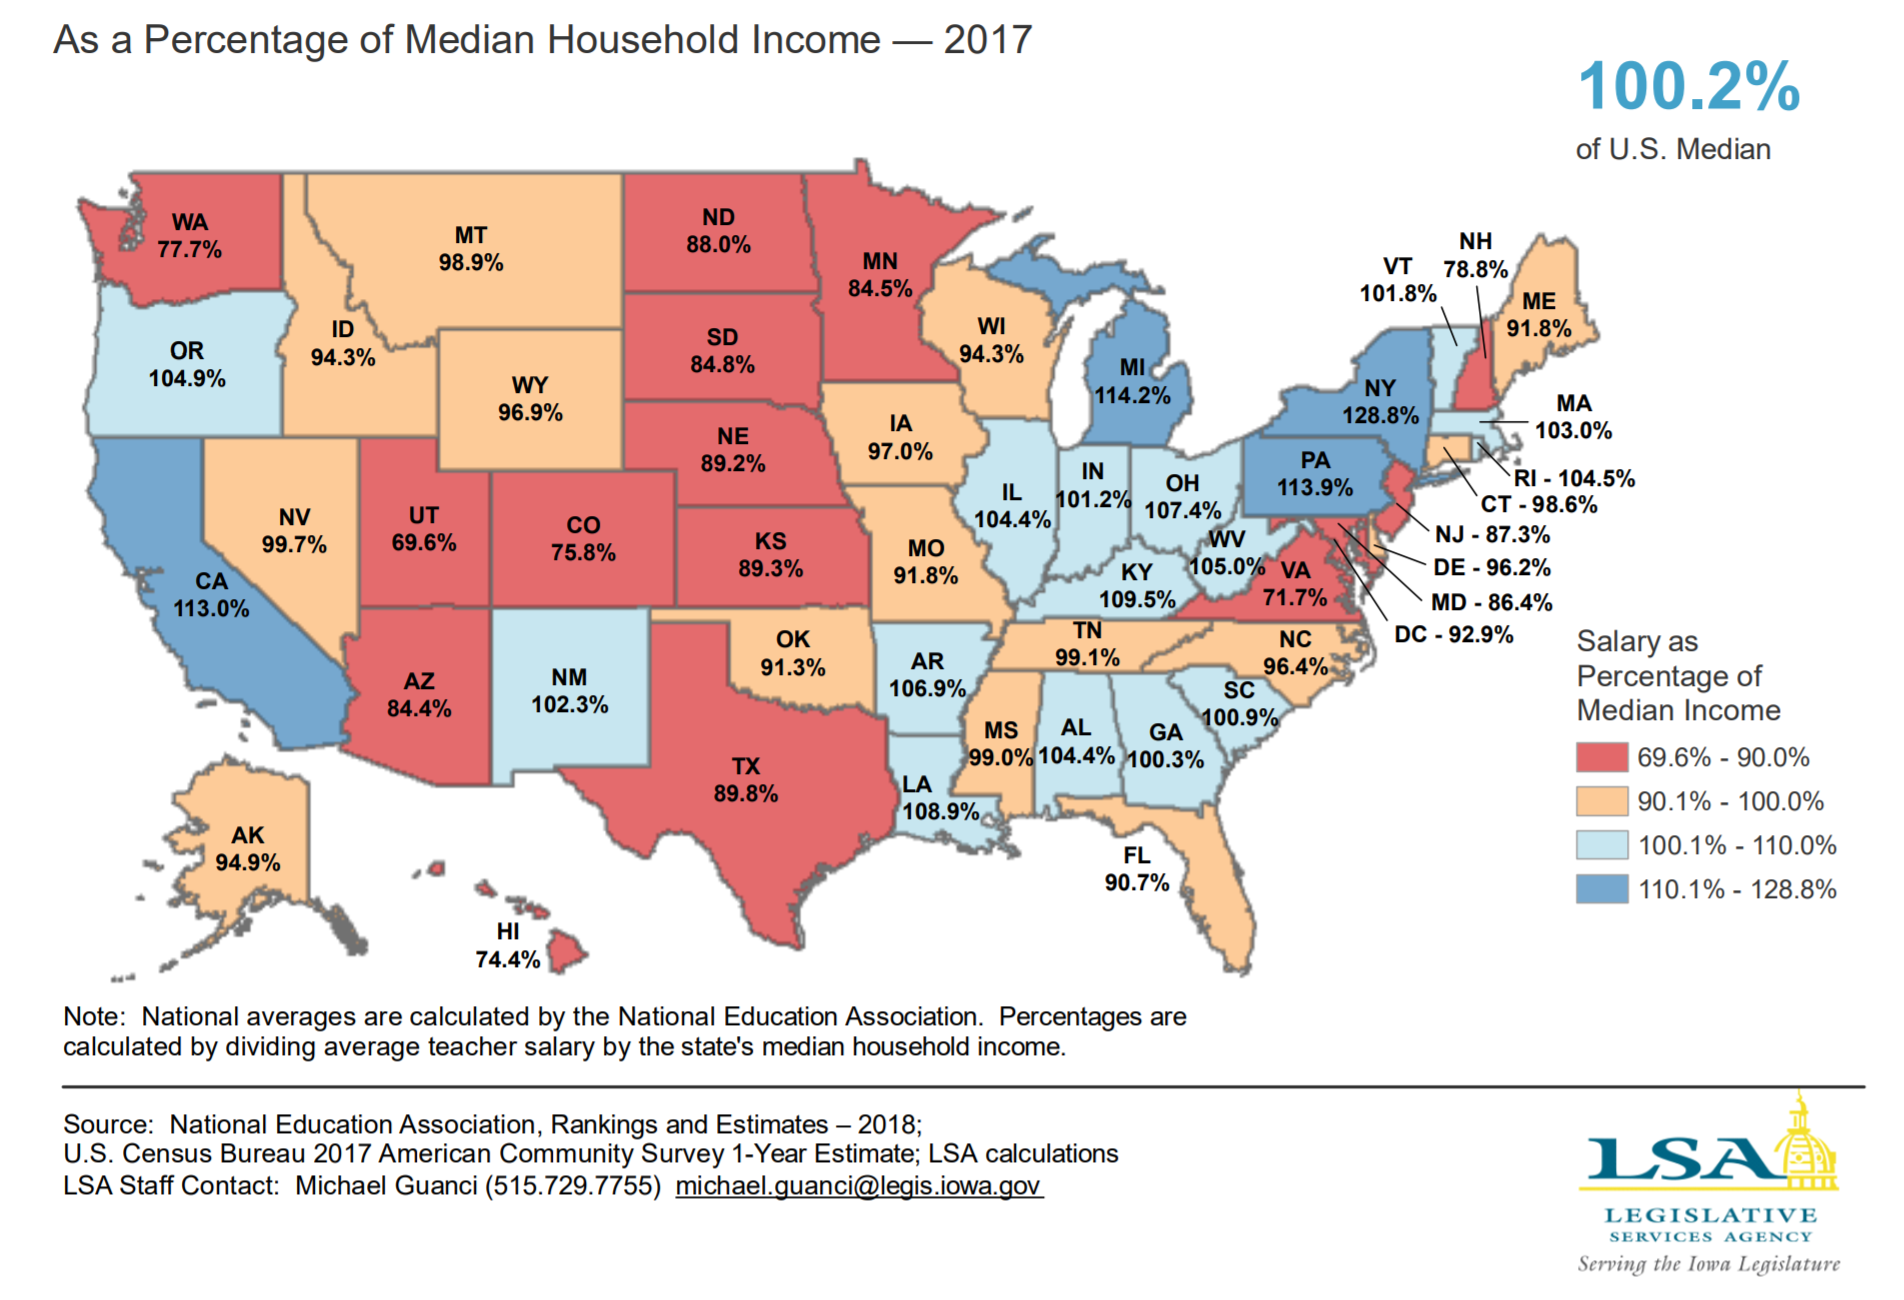 As a Percentage of Median Household Income — 2017
100.2%
of U.S. Median
WA
77.7%
MT
98.9%
ND
88.0%
MN
84.5%
NH
78.8%
VT
101.8%
ME
91.8%
OR
104.9%
ID
94.3%
WY
96.9%
SD
84.8%
WI
94.3%
MI
114.2%
NY
128.8%
MA
103.0%
RI - 104.5%
CT - 98.6%
NJ - 87.3%
DE - 96.2%
MD - 86.4%
DC - 92.9%
IA
97.0%
NE
89.2%
PA
113.9%
IL
104.4%
IN
101.2%
OH
107.4%
NV
99.7%
UT
69.6%
CO
75.8%
KS
89.3%
MO
91.8%
WV
105.0%
VA
71.7%
KY
109.5%
CA
113.0%
AZ
84.4%
NM
102.3%
OK
91.3%
AR
106.9%
TN
99.1%
NC
96.4%
SC
100.9%
MS
99.0%
AL
104.4%
GA
100.3%
TX
89.8%
LA
108.9%
FL
90.7%
AK
94.9%
HI
74.4%
Salary as
Percentage of
Median Income
69.6% - 90.0%
90.1% - 100.0%
100.1% - 110.0%
110.1% - 128.8%
Note:  National averages are calculated by the National Education Association.  Percentages are
calculated by dividing average teacher salary by the state's median household income.
Source:  National Education Association, Rankings and Estimates – 2018;
U.S. Census Bureau 2017 American Community Survey 1-Year Estimate; LSA calculations
LSA Staff Contact:  Michael Guanci (515.729.7755)  michael.guanci@legis.iowa.gov
LSA
LEGISLATIVE
SERVICES AGENCY
Serving the Iowa Legislature